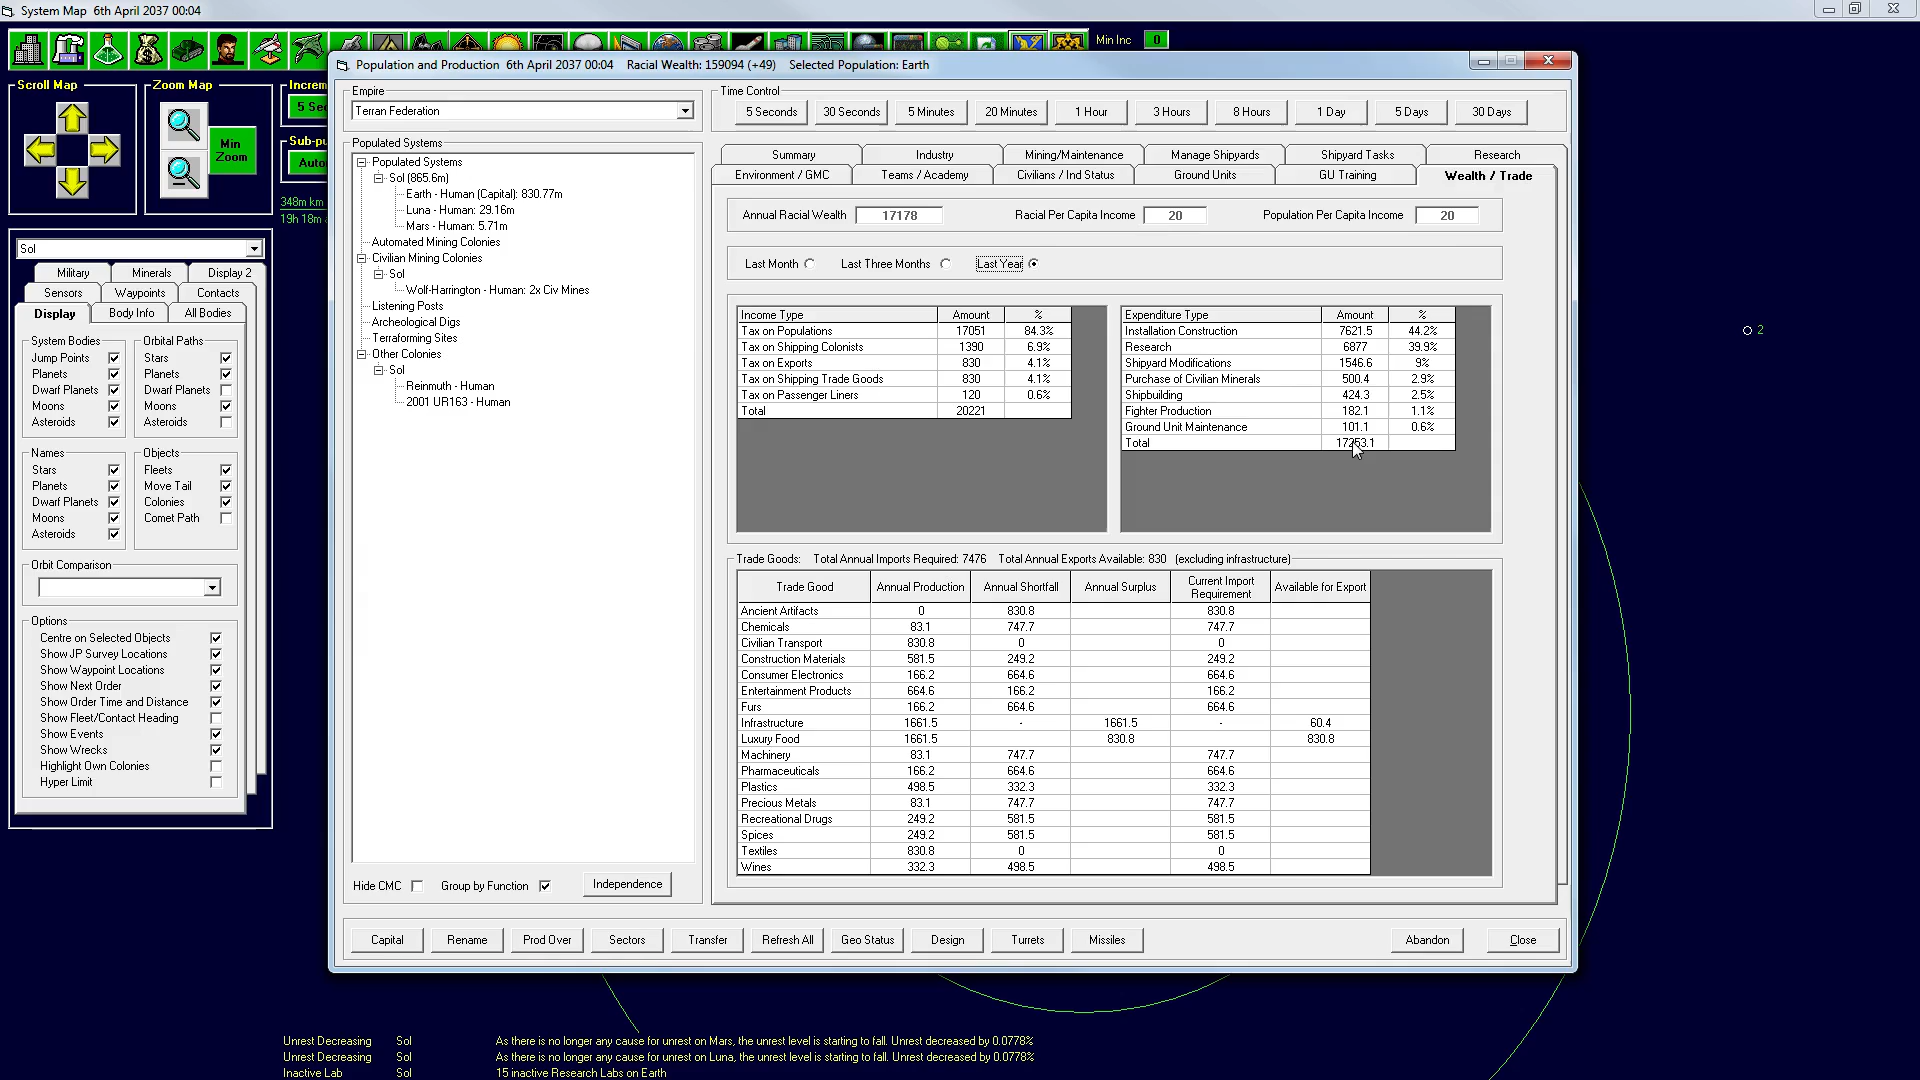 System Map   6th April 2037 00:04
Min Inc   0
Scroll Map
Zoom Map
Min
Zoom
Increm
5 Sec
Sub-pu
Auto
348m km
19h 18m
2
Sol
Military   Minerals   Display 2
Sensors   Waypoints   Contacts
Display   Body Info   All Bodies
System Bodies   Orbital Paths
Jump Points   Stars
Planets   Planets
Dwarf Planets   Dwarf Planets
Moons   Moons
Asteroids   Asteroids
Names   Objects
Stars   Fleets
Planets   Move Tail
Dwarf Planets   Colonies
Moons   Comet Path
Asteroids
Orbit Comparison
Options
Centre on Selected Objects
Show JP Survey Locations
Show Waypoint Locations
Show Next Order
Show Order Time and Distance
Show Fleet/Contact Heading
Show Events
Show Wrecks
Highlight Own Colonies
Hyper Limit
Population and Production   6th April 2037 00:04   Racial Wealth: 159094 (+49)   Selected Population: Earth
Empire
Terran Federation
Time Control
5 Seconds   30 Seconds   5 Minutes   20 Minutes   1 Hour   3 Hours   8 Hours   1 Day   5 Days   30 Days
Populated Systems
Populated Systems
Sol (865.6m)
Earth - Human (Capital): 830.77m
Luna - Human: 29.16m
Mars - Human: 5.71m
Automated Mining Colonies
Civilian Mining Colonies
Sol
Wolf-Harrington - Human: 2x Civ Mines
Listening Posts
Archeological Digs
Terraforming Sites
Other Colonies
Sol
Reinmuth - Human
2001 UR163 - Human
Hide CMC   Group by Function   Independence
Summary   Industry   Mining/Maintenance   Manage Shipyards   Shipyard Tasks   Research
Environment / GMC   Teams / Academy   Civilians / Ind Status   Ground Units   GU Training   Wealth / Trade
Annual Racial Wealth   17178   Racial Per Capita Income   20   Population Per Capita Income   20
Last Month   Last Three Months   Last Year
Income Type   Amount   %
Tax on Populations   17051   84.3%
Tax on Shipping Colonists   1390   6.9%
Tax on Exports   830   4.1%
Tax on Shipping Trade Goods   830   4.1%
Tax on Passenger Liners   120   0.6%
Total   20221
Expenditure Type   Amount   %
Installation Construction   7621.5   44.2%
Research   6877   39.9%
Shipyard Modifications   1546.6   9%
Purchase of Civilian Minerals   500.4   2.9%
Shipbuilding   424.3   2.5%
Fighter Production   182.1   1.1%
Ground Unit Maintenance   101.1   0.6%
Total   17253.1
Trade Goods:   Total Annual Imports Required: 7476   Total Annual Exports Available: 830   (excluding infrastructure)
Trade Good   Annual Production   Annual Shortfall   Annual Surplus   Current Import Requirement   Available for Export
Ancient Artifacts   0   830.8   830.8
Chemicals   83.1   747.7   747.7
Civilian Transport   830.8   0   0
Construction Materials   581.5   249.2   249.2
Consumer Electronics   166.2   664.6   664.6
Entertainment Products   664.6   166.2   166.2
Furs   166.2   664.6   664.6
Infrastructure   1661.5   -   1661.5   -   60.4
Luxury Food   1661.5   830.8   830.8
Machinery   83.1   747.7   747.7
Pharmaceuticals   166.2   664.6   664.6
Plastics   498.5   332.3   332.3
Precious Metals   83.1   747.7   747.7
Recreational Drugs   249.2   581.5   581.5
Spices   249.2   581.5   581.5
Textiles   830.8   0   0
Wines   332.3   498.5   498.5
Capital   Rename   Prod Over   Sectors   Transfer   Refresh All   Geo Status   Design   Turrets   Missiles   Abandon   Close
Unrest Decreasing   Sol   As there is no longer any cause for unrest on Mars, the unrest level is starting to fall. Unrest decreased by 0.0778%
Unrest Decreasing   Sol   As there is no longer any cause for unrest on Luna, the unrest level is starting to fall. Unrest decreased by 0.0778%
Inactive Lab   Sol   15 inactive Research Labs on Earth